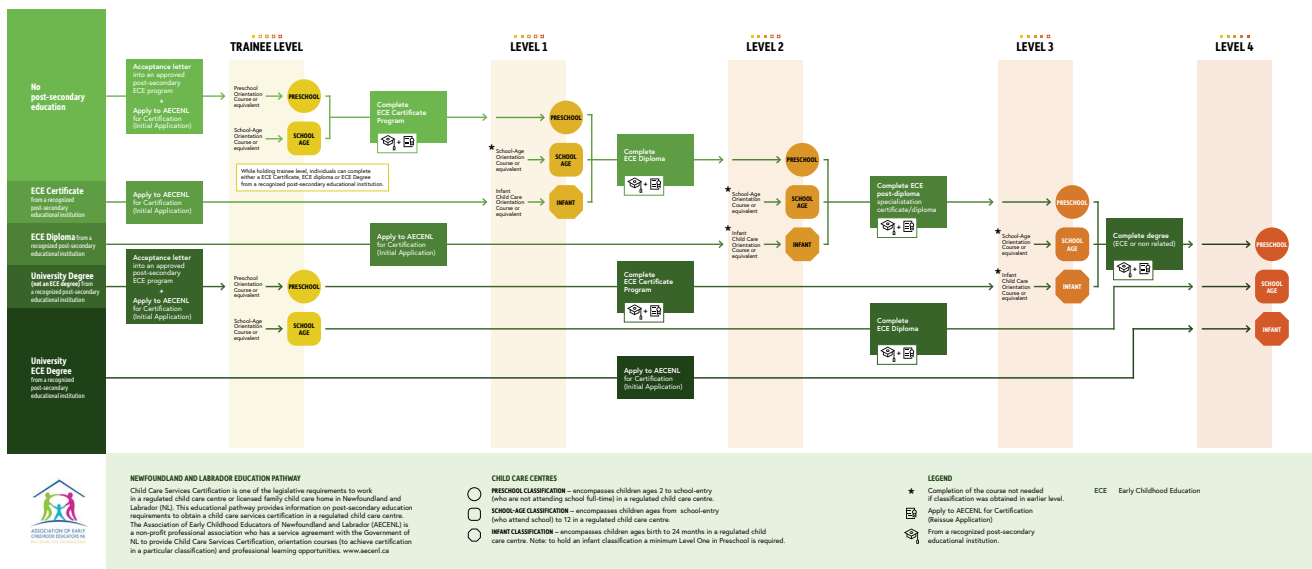 TRAINEE LEVEL
LEVEL 1
LEVEL 2
LEVEL 3
LEVEL 4
No
post-secondary
education
Acceptance letter
into an approved
post-secondary
ECE program
+
Apply to AECENL
for Certification
(Initial Application)
Preschool
Orientation
Course or
equivalent
PRESCHOOL
School-Age
Orientation
Course or
equivalent
SCHOOL
AGE
While holding trainee level, individuals can complete
either a ECE Certificate, ECE diploma or ECE Degree
from a recognized post-secondary educational institution.
Complete
ECE Certificate
Program
+
PRESCHOOL
★ School-Age
Orientation
Course or
equivalent
SCHOOL
AGE
Infant
Child Care
Orientation
Course or
equivalent
INFANT
Complete
ECE Diploma
+
PRESCHOOL
★ School-Age
Orientation
Course or
equivalent
SCHOOL
AGE
★ Infant
Child Care
Orientation
Course or
equivalent
INFANT
Complete ECE
post-diploma
specialistation
certificate/diploma
+
PRESCHOOL
★ School-Age
Orientation
Course or
equivalent
SCHOOL
AGE
★ Infant
Child Care
Orientation
Course or
equivalent
INFANT
Complete degree
(ECE or non related)
+
PRESCHOOL
SCHOOL
AGE
INFANT
ECE Certificate
from a recognized
post-secondary
educational institution
Apply to AECENL
for Certification
(Initial Application)
ECE Diploma from a
recognized post-secondary
educational institution
Apply to AECENL
for Certification
(Initial Application)
University Degree
(not an ECE degree) from
a recognized post-secondary
educational institution
Acceptance letter
into an approved
post-secondary
ECE program
+
Apply to AECENL
for Certification
(Initial Application)
Preschool
Orientation
Course or
equivalent
PRESCHOOL
School-Age
Orientation
Course or
equivalent
SCHOOL
AGE
Complete
ECE Certificate
Program
+
Complete
ECE Diploma
+
University
ECE Degree
from a recognized
post-secondary
educational institution
Apply to AECENL
for Certification
(Initial Application)
ASSOCIATION OF EARLY
CHILDHOOD EDUCATORS NL
NEWFOUNDLAND AND LABRADOR EDUCATION PATHWAY
Child Care Services Certification is one of the legislative requirements to work
in a regulated child care centre or licensed family child care home in Newfoundland and
Labrador (NL). This educational pathway provides information on post-secondary education
requirements to obtain a child care services certification in a regulated child care centre.
The Association of Early Childhood Educators of Newfoundland and Labrador (AECENL) is
a non-profit professional association who has a service agreement with the Government of
NL to provide Child Care Services Certification, orientation courses (to achieve certification
in a particular classification) and professional learning opportunities. www.aecenl.ca
CHILD CARE CENTRES
PRESCHOOL CLASSIFICATION – encompasses children ages 2 to school-entry
(who are not attending school full-time) in a regulated child care centre.
SCHOOL-AGE CLASSIFICATION – encompasses children ages from school-entry
(who attend school) to 12 in a regulated child care centre.
INFANT CLASSIFICATION – encompasses children ages birth to 24 months in a regulated child
care centre. Note: to hold an infant classification a minimum Level One in Preschool is required.
LEGEND
★ Completion of the course not needed
if classification was obtained in earlier level.
Apply to AECENL for Certification
(Reissue Application)
From a recognized post-secondary
educational institution.
ECE Early Childhood Education